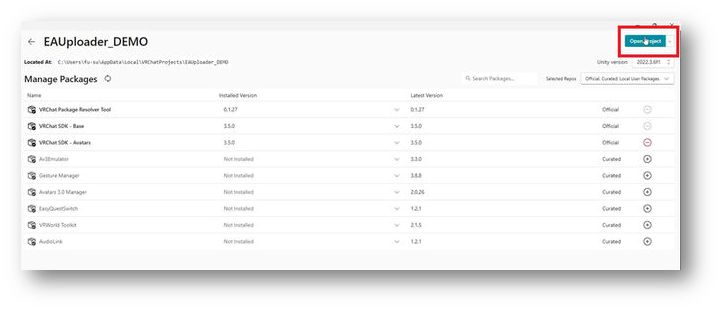 EAUploader_DEMO
Open Project
Located At: C:\Users\fu-su\AppData\Local\VRChatProjects\EAUploader_DEMO
Unity version 2022.3.6f1
Manage Packages
Search Packages...
Selected Repos
Official, Curated, Local User Packages
Name Installed Version Latest Version
VRChat Package Resolver Tool 0.1.27 0.1.27 Official
VRChat SDK - Base 3.5.0 3.5.0 Official
VRChat SDK - Avatars 3.5.0 3.5.0 Official
Av3Emulator Not Installed 3.3.0 Curated
Gesture Manager Not Installed 3.8.8 Curated
Avatars 3.0 Manager Not Installed 2.0.26 Curated
EasyQuestSwitch Not Installed 1.2.1 Curated
VRWorld Toolkit Not Installed 2.1.5 Curated
AudioLink Not Installed 1.2.1 Curated